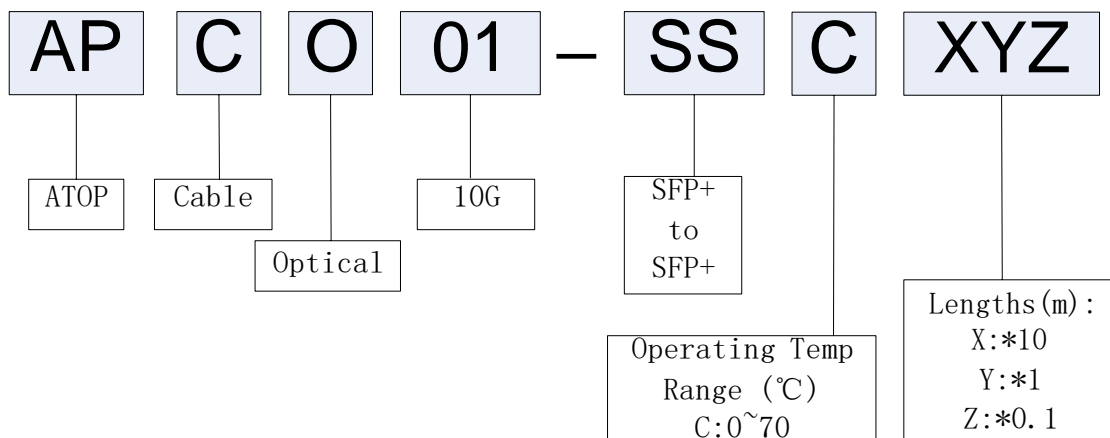 AP C O 01 – SS C XYZ
ATOP
Cable
Optical
10G
SFP+
to
SFP+
Operating Temp
Range (℃)
C:0~70
Lengths(m):
X:*10
Y:*1
Z:*0.1